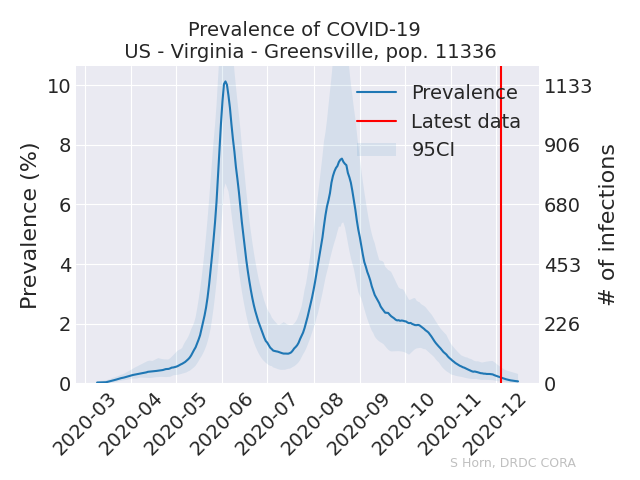 Prevalence of COVID-19
US - Virginia - Greensville, pop. 11336
Prevalence (%)
10
8
6
4
2
0
Prevalence
Latest data
95CI
1133
906
680
453
226
0
# of infections
2020-03
2020-04
2020-05
2020-06
2020-07
2020-08
2020-09
2020-10
2020-11
2020-12
S Horn, DRDC CORA